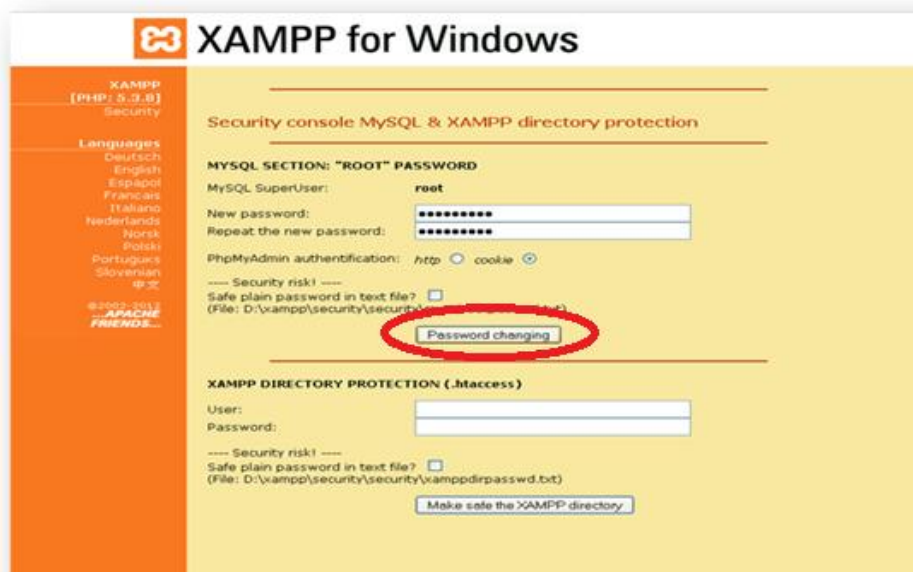 XAMPP for Windows
XAMPP
[PHP: 5.3.8]
Security
Languages
Deutsch
English
Espanol
Francais
Italiano
Nederlands
Norsk
Polski
Portugues
Slovenian
中文
©2002-2012
...APACHE
FRIENDS...
Security console MySQL & XAMPP directory protection
MYSQL SECTION: "ROOT" PASSWORD
MySQL SuperUser: root
New password: •••••••••
Repeat the new password: •••••••••
PhpMyAdmin authentification: http cookie
---- Security risk! ----
Safe plain password in text file?
(File: D:\xampp\security\security\
Password changing
XAMPP DIRECTORY PROTECTION (.htaccess)
User:
Password:
---- Security risk! ----
Safe plain password in text file?
(File: D:\xampp\security\security\xamppdirpasswd.txt)
Make safe the XAMPP directory